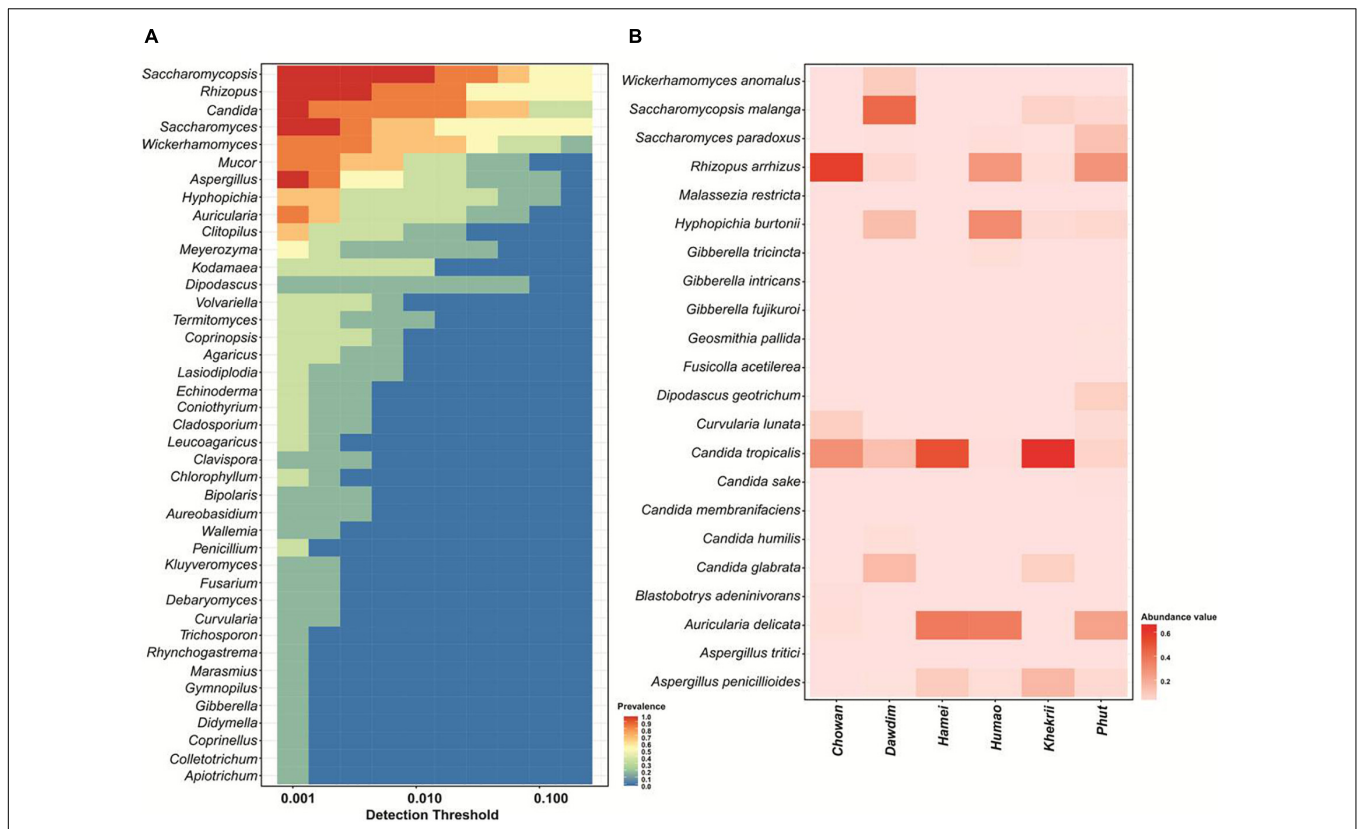 A
Saccharomycopsis
Rhizopus
Candida
Saccharomyces
Wickerhamomyces
Mucor
Aspergillus
Hyphopichia
Auricularia
Clitopilus
Meyerozyma
Kodamaea
Dipodascus
Volvariella
Termitomyces
Coprinopsis
Agaricus
Lasiodiplodia
Echinoderma
Coniothyrium
Cladosporium
Leucoagaricus
Clavispora
Chlorophyllum
Bipolaris
Aureobasidium
Wallemia
Penicillium
Kluyveromyces
Fusarium
Debaryomyces
Curvularia
Trichosporon
Rhynchogastrema
Marasmius
Gymnopilus
Gibberella
Didymella
Coprinellus
Colletotrichum
Apiotrichum
0.001 0.010 0.100
Detection Threshold
Prevalence
1.0
0.9
0.8
0.7
0.6
0.5
0.4
0.3
0.2
0.1
0.0
B
Wickerhamomyces anomalus
Saccharomycopsis malanga
Saccharomyces paradoxus
Rhizopus arrhizus
Malassezia restricta
Hyphopichia burtonii
Gibberella tricincta
Gibberella intricans
Gibberella fujikuroi
Geosmithia pallida
Fusicolla acetilerea
Dipodascus geotrichum
Curvularia lunata
Candida tropicalis
Candida sake
Candida membranifaciens
Candida humilis
Candida glabrata
Blastobotrys adeninivorans
Auricularia delicata
Aspergillus tritici
Aspergillus penicillioides
Chowan
Dawdim
Hamei
Humao
Khekrii
Phut
Abundance value
0.6
0.4
0.2